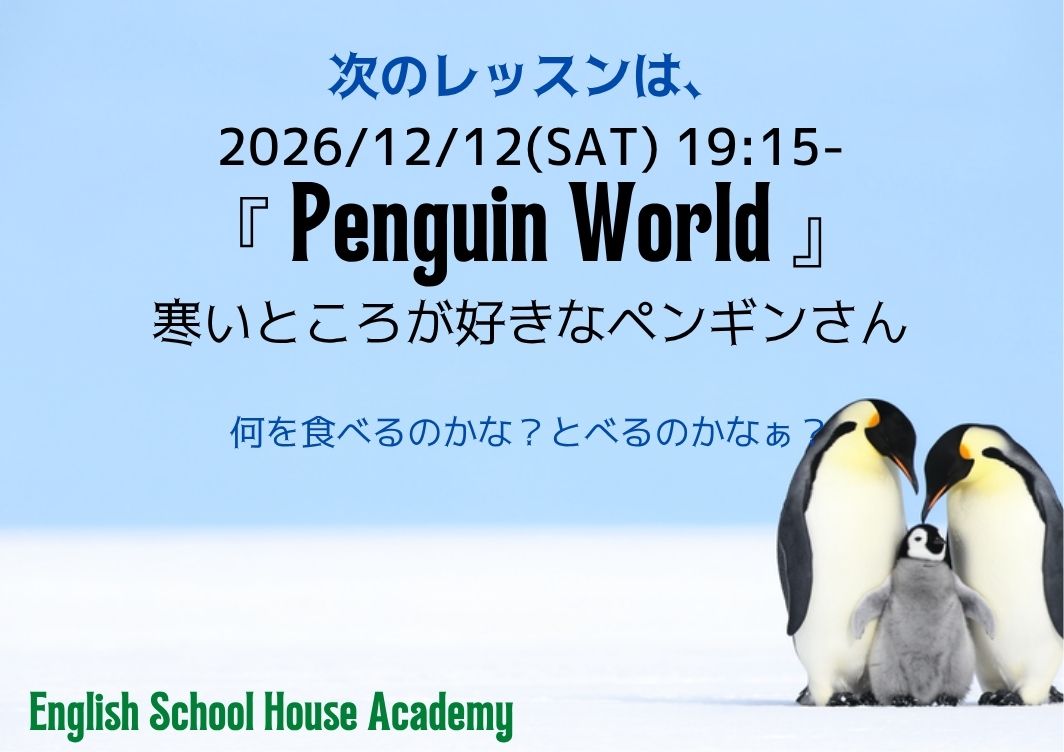 次のレッスンは、
2026/12/12(SAT) 19:15-
『 Penguin World 』
寒いところが好きなペンギンさん
何を食べるのかな？とべるのかなぁ？
English School House Academy